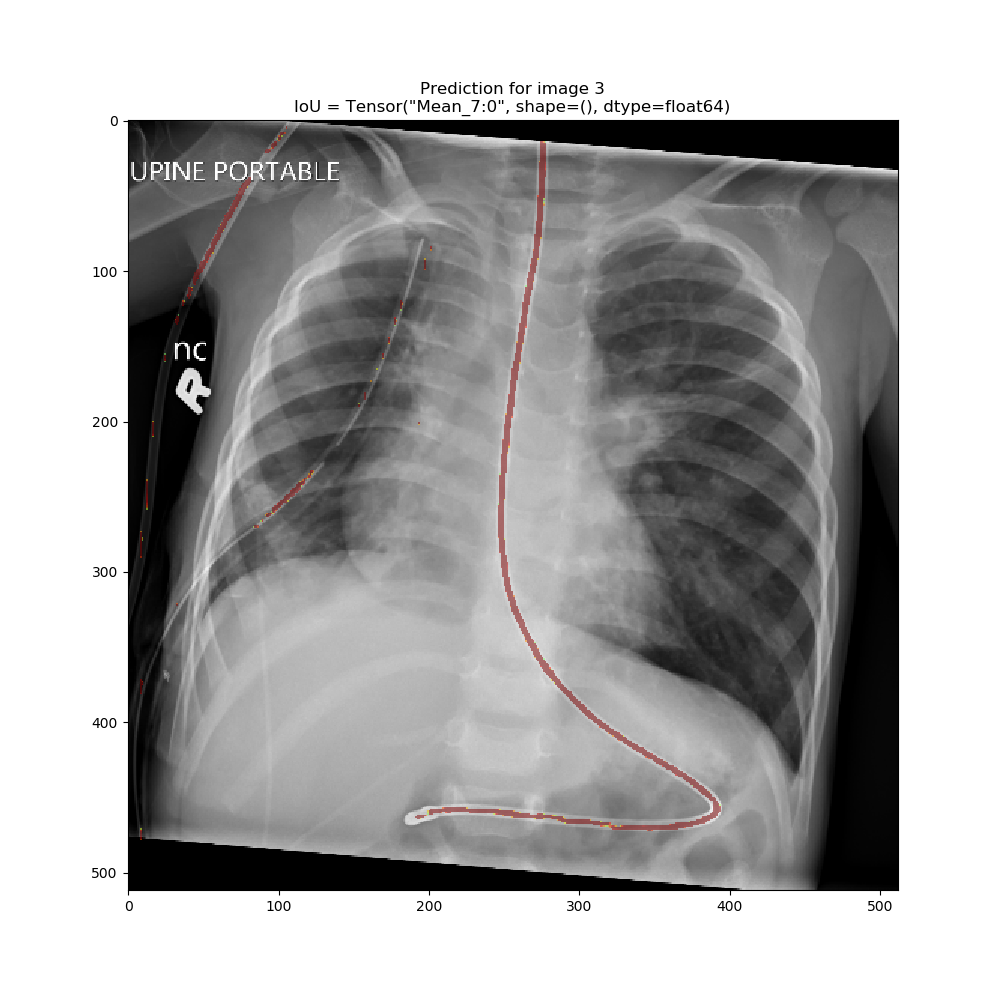 Prediction for image 3
IoU = Tensor("Mean_7:0", shape=(), dtype=float64)
0
UPINE PORTABLE
100
nc
R
200
300
400
500
0 100 200 300 400 500